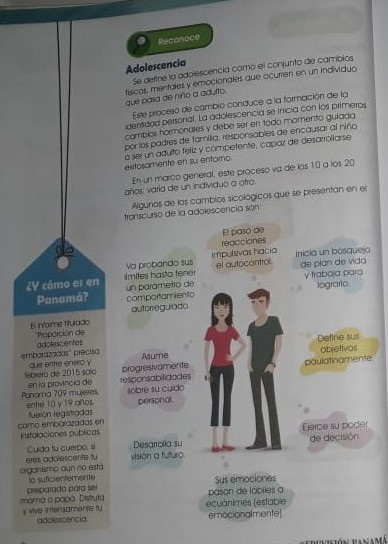 Reconoce
Adolescencia
Se define la adolescencia como el conjunto de cambios
físicos, mentales y emocionales que ocurren en un individuo
que pasa de niño a adulto.
Este proceso de cambio conduce a la formación de la
identidad personal. La adolescencia se inicia con los primeros
cambios hormonales y debe ser en todo momento guiada
por los padres de familia, responsables de encausar al niño
a ser un adulto feliz y competente, capaz de desarrollarse
exitosamente en su entorno.
En un marco general, este proceso va de los 10 a los 20
años; varía de un individuo a otro.
Algunos de los cambios sicológicos que se presentan en el
transcurso de la adolescencia son:
¿Y cómo es en
Panamá?
El informe titulado
"Proporción de
adolescentes
embarazadas" precisa
que entre enero y
febrero de 2015 solo
en la provincia de
Panamá 709 mujeres,
entre 10 y 19 años,
fueron registradas
como embarazadas en
instalaciones públicas.
Cuida tu cuerpo, si
eres adolescente tu
organismo aun no está
lo suficientemente
preparado para ser
mamá o papá. Disfruta
y vive intensamente tu
adolescencia.
El paso de
reacciones
impulsivas hacia
el autocontrol.
Va probando sus
límites hasta tener
un parámetro de
comportamiento
autorregulado.
Inicia un bosquejo
de plan de vida
y trabaja para
lograrlo.
Asume
progresivamente
responsabilidades
sobre su cuido
personal.
Define sus
objetivos
paulatinamente.
Desarrolla su
visión a futuro.
Ejerce su poder
de decisión.
Sus emociones
pasan de lábiles a
ecuánimes (estable
emocionalmente)
EDUVISIÓN PANAMÁ